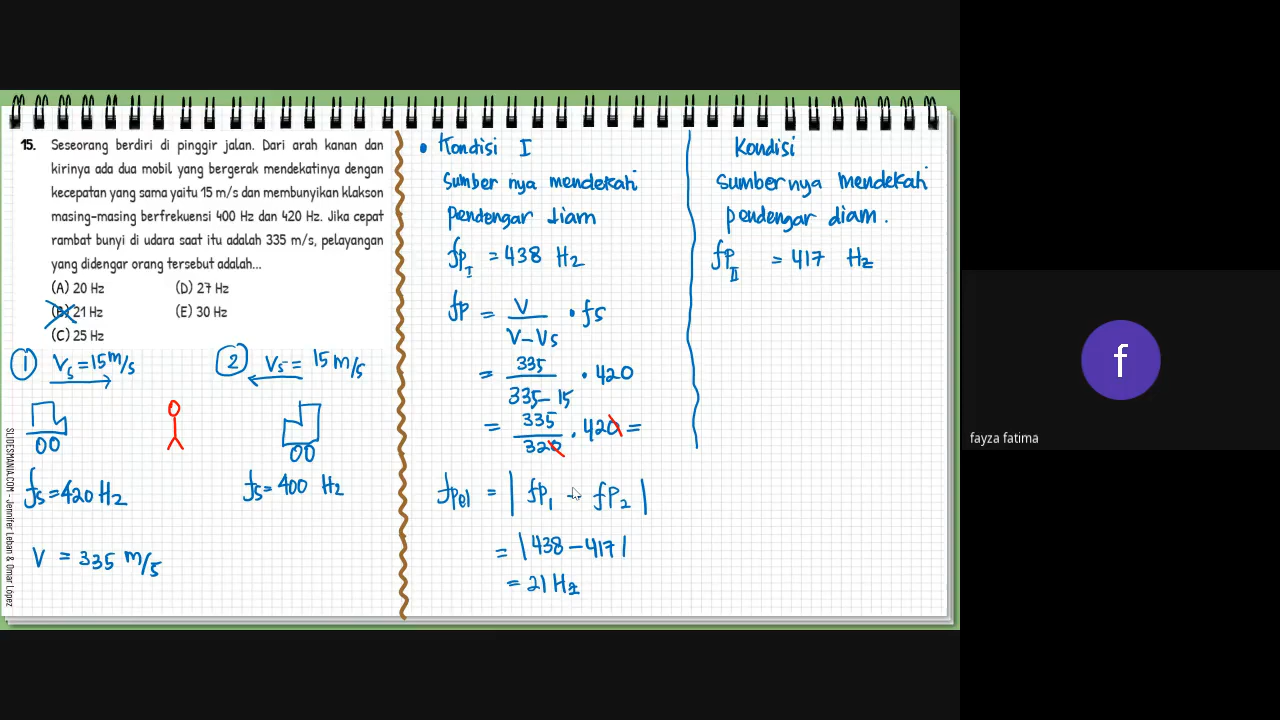 15. Seseorang berdiri di pinggir jalan. Dari arah kanan dan
kirinya ada dua mobil yang bergerak mendekatinya dengan
kecepatan yang sama yaitu 15 m/s dan membunyikan klakson
masing-masing berfrekuensi 400 Hz dan 420 Hz. Jika cepat
rambat bunyi di udara saat itu adalah 335 m/s, pelayangan
yang didengar orang tersebut adalah...
(A) 20 Hz (D) 27 Hz
(B) 21 Hz (E) 30 Hz
(C) 25 Hz
1 Vs = 15 m/s
2 Vs = 15 m/s
fs = 420 Hz
fs = 400 Hz
V = 335 m/s
SLIDESMANIA.COM - Jennifer Leban & Omar López
• Kondisi I
Sumber nya mendekati
pendengar diam
fP_I = 438 Hz
fP = V / (V - Vs) • fs
= 335 / (335 - 15) • 420
= 335 / 320 • 420 =
fpel = | fP1 - fP2 |
= | 438 - 417 |
= 21 Hz
Kondisi
Sumbernya mendekati
pendengar diam.
fP_II = 417 Hz
f
fayza fatima